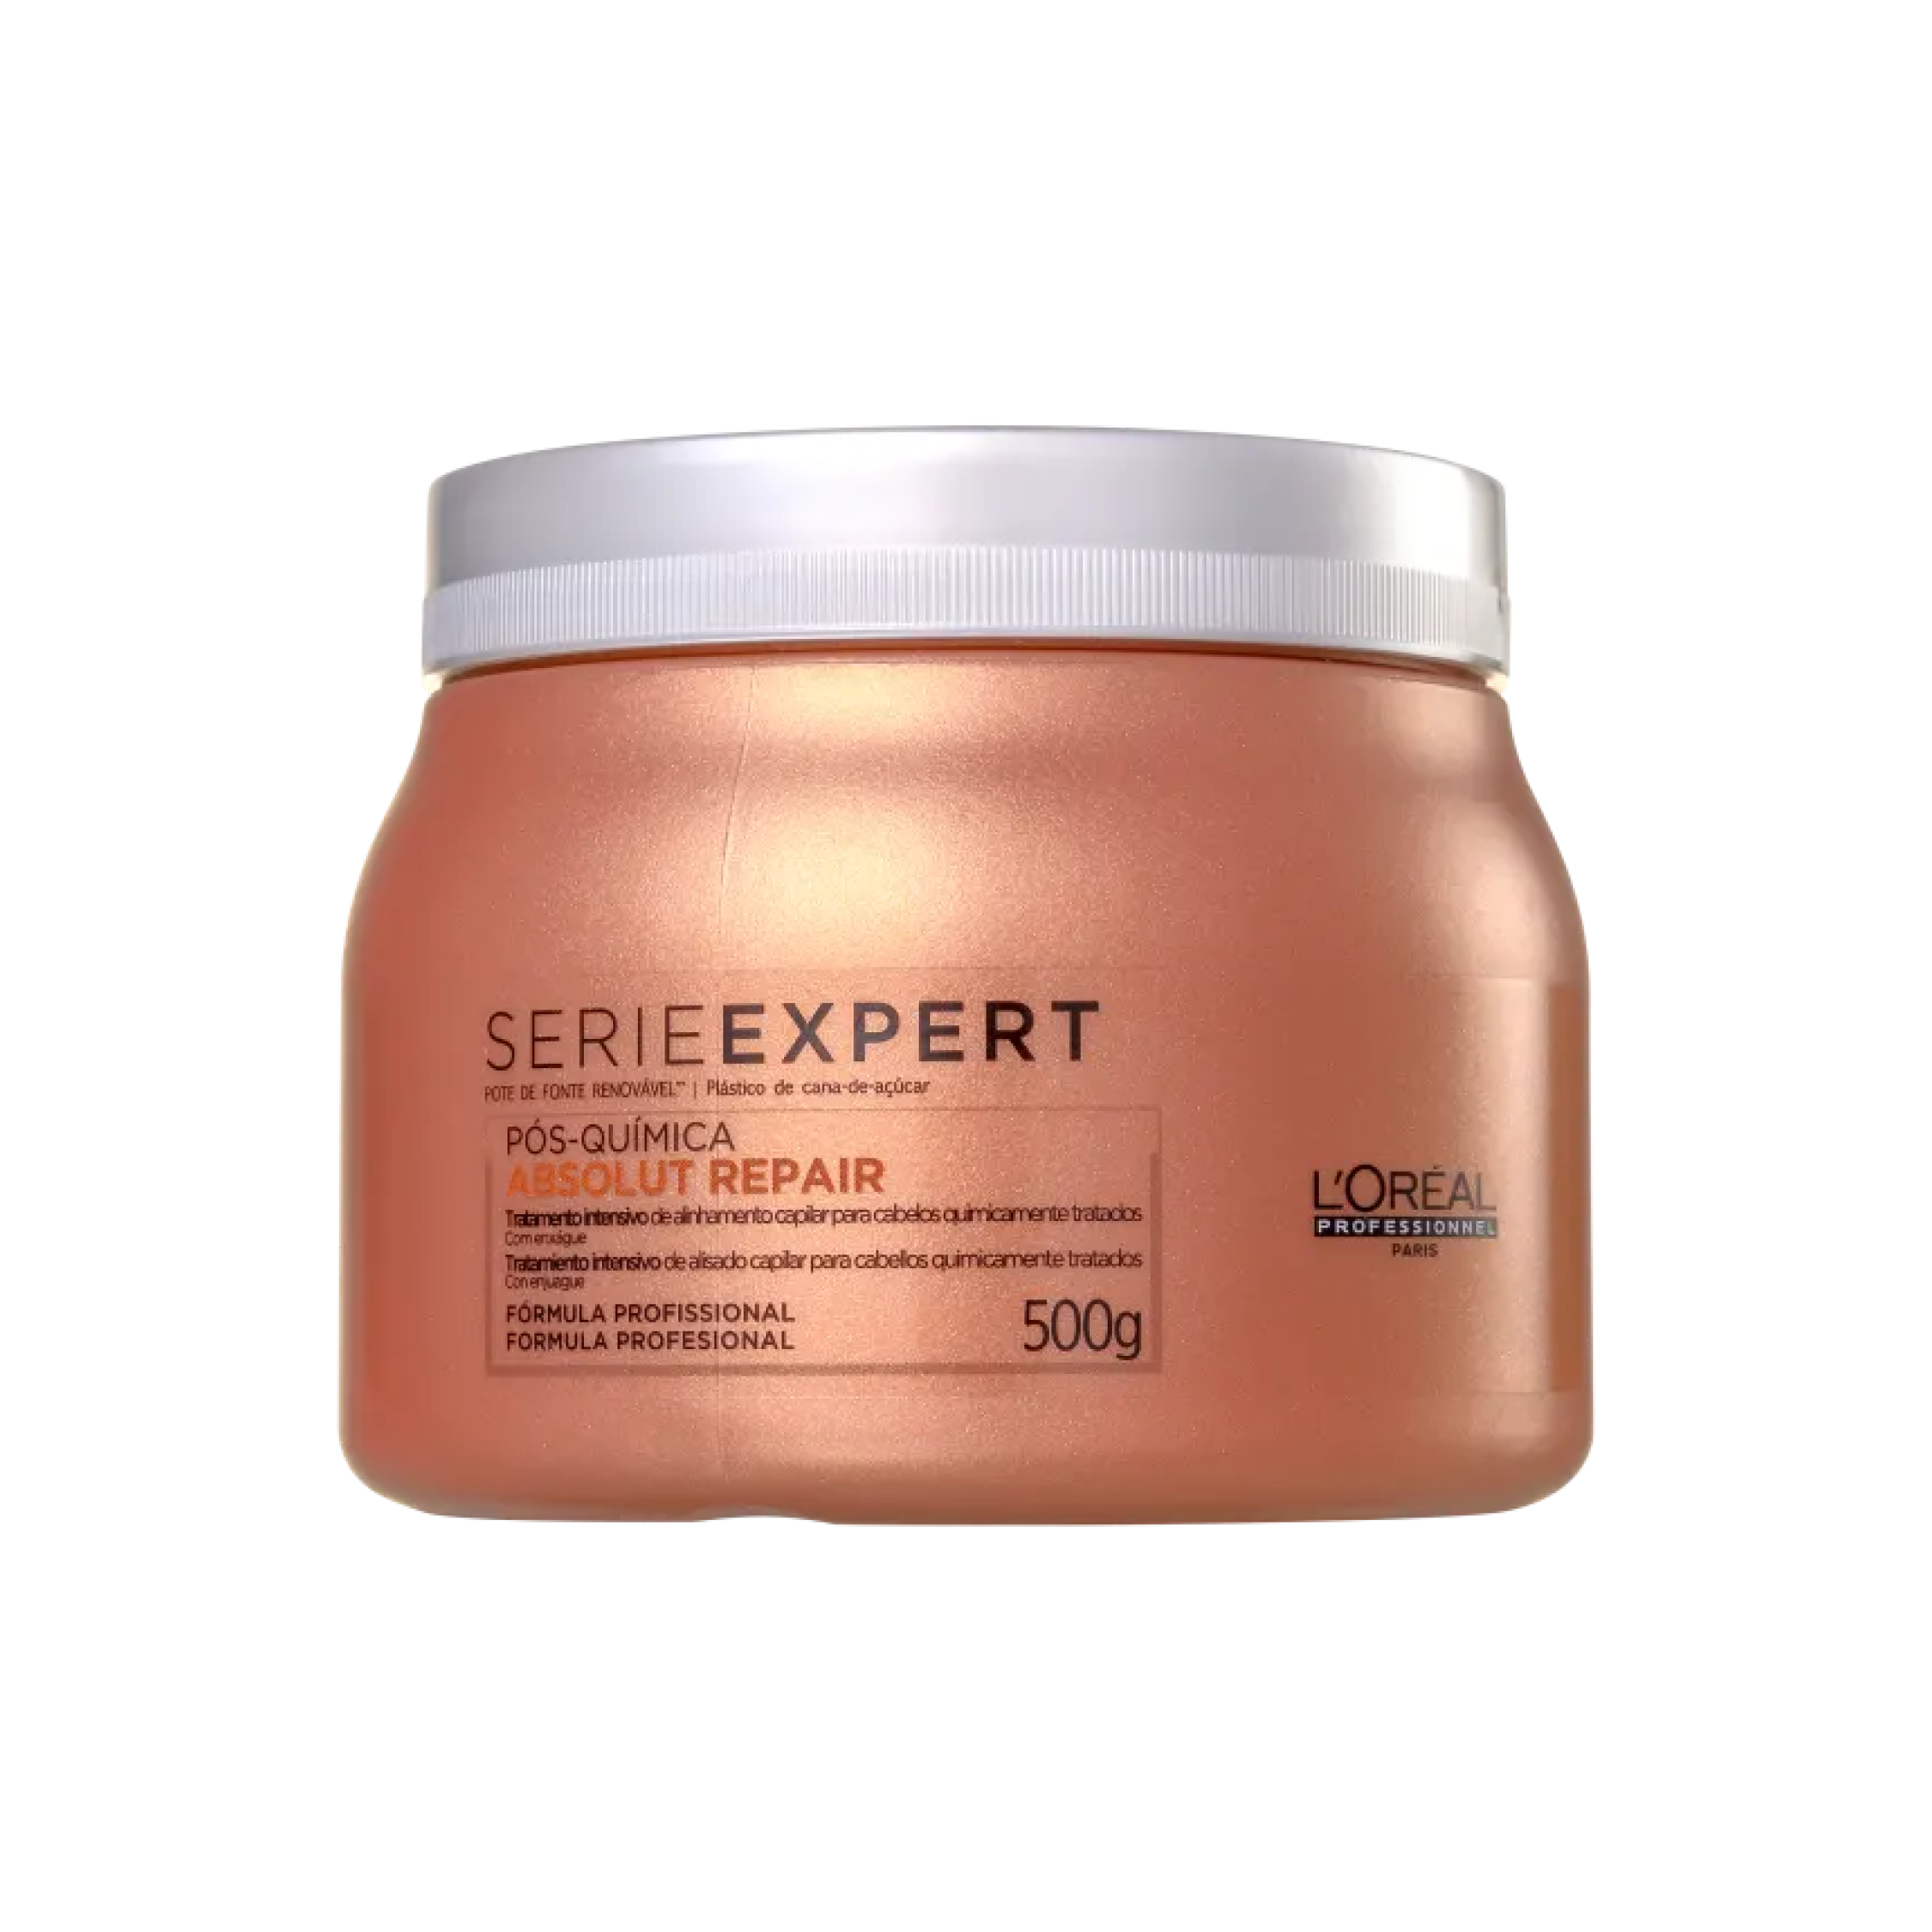 SERIEEXPERT
POTE DE FONTE RENOVÁVEL™ | Plástico de cana-de-açúcar
PÓS-QUÍMICA
ABSOLUT REPAIR
Tratamento intensivo de alinhamento capilar para cabelos quimicamente tratados
Com enxágue
Tratamiento intensivo de alisado capilar para cabellos quimicamente tratados
Con enjuague
FÓRMULA PROFISSIONAL
FORMULA PROFESIONAL
500g
L'ORÉAL
PROFESSIONNEL
PARIS